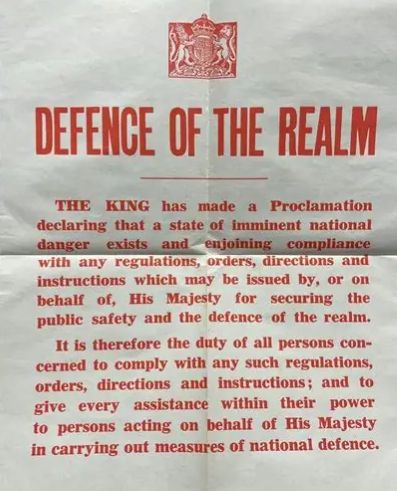 DEFENCE OF THE REALM
THE KING has made a Proclamation
declaring that a state of imminent national
danger exists and enjoining compliance
with any regulations, orders, directions and
instructions which may be issued by, or on
behalf of, His Majesty for securing the
public safety and the defence of the realm.
It is therefore the duty of all persons con-
cerned to comply with any such regulations,
orders, directions and instructions; and to
give every assistance within their power
to persons acting on behalf of His Majesty
in carrying out measures of national defence.